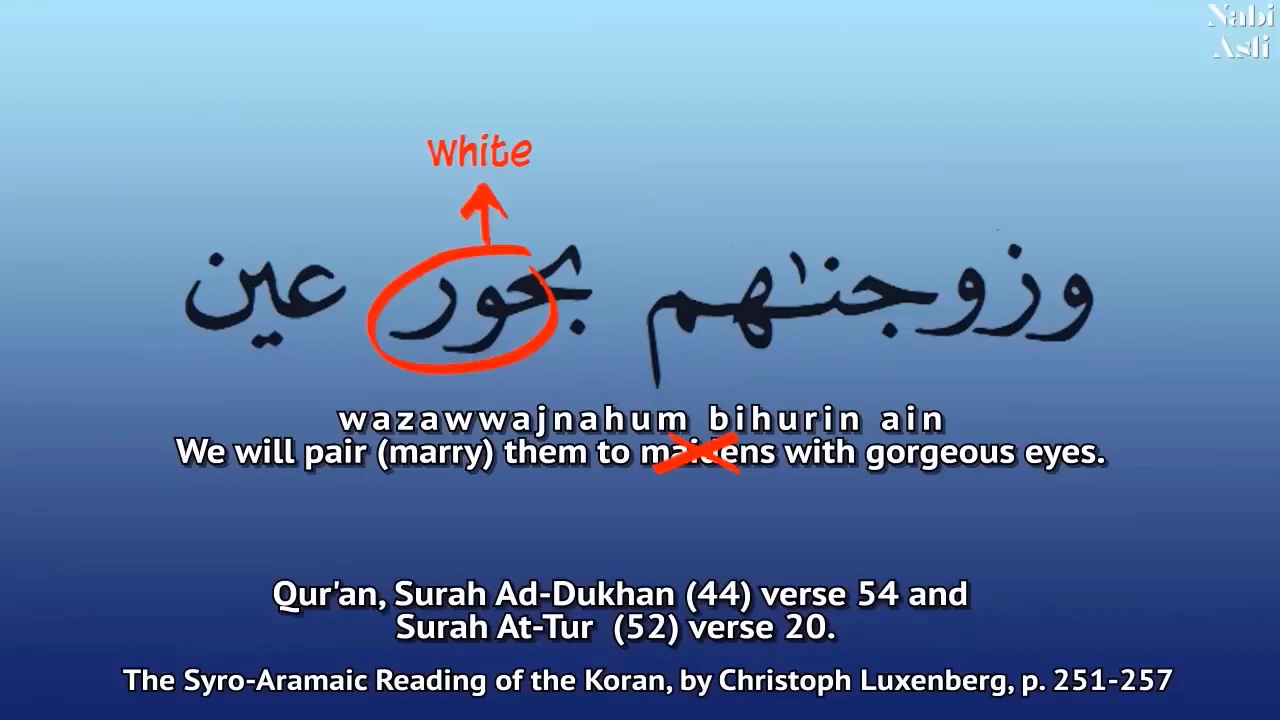 Nabi
Asli
white
وزوجنٰهم بحور عين
wazawwajnahum bihurin ain
We will pair (marry) them to maidens with gorgeous eyes.
Qur'an, Surah Ad-Dukhan (44) verse 54 and
Surah At-Tur (52) verse 20.
The Syro-Aramaic Reading of the Koran, by Christoph Luxenberg, p. 251-257